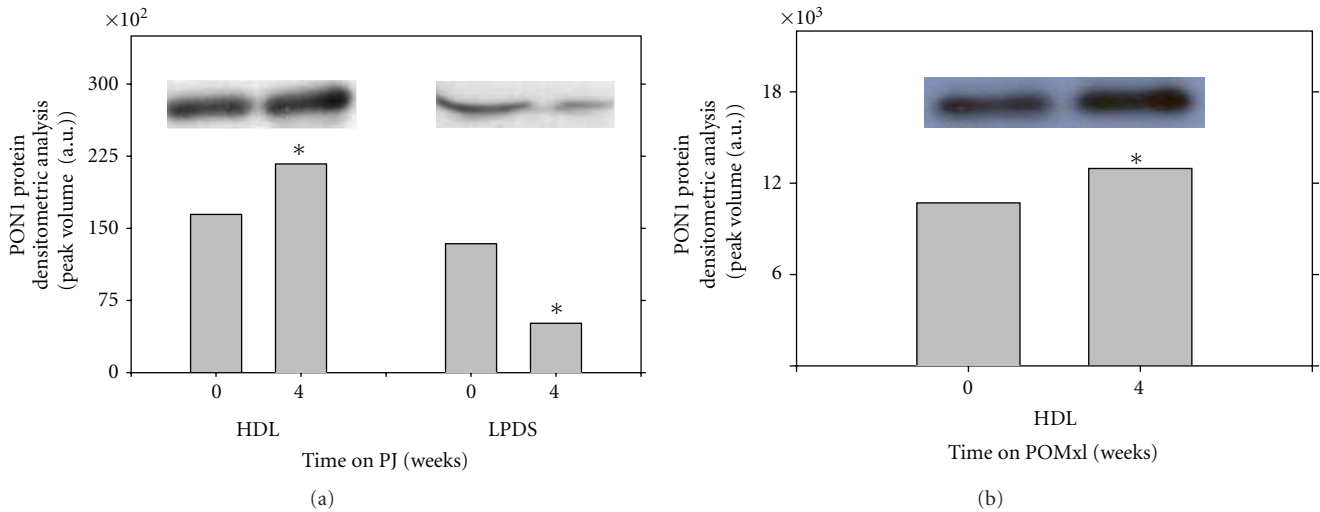 ×10²
PON1 protein
densitometric analysis
(peak volume (a.u.))
300
225
150
75
0
*
*
0
4
0
4
HDL
LPDS
Time on PJ (weeks)
(a)
×10³
PON1 protein
densitometric analysis
(peak volume (a.u.))
18
12
6
*
0
4
HDL
Time on POMxl (weeks)
(b)